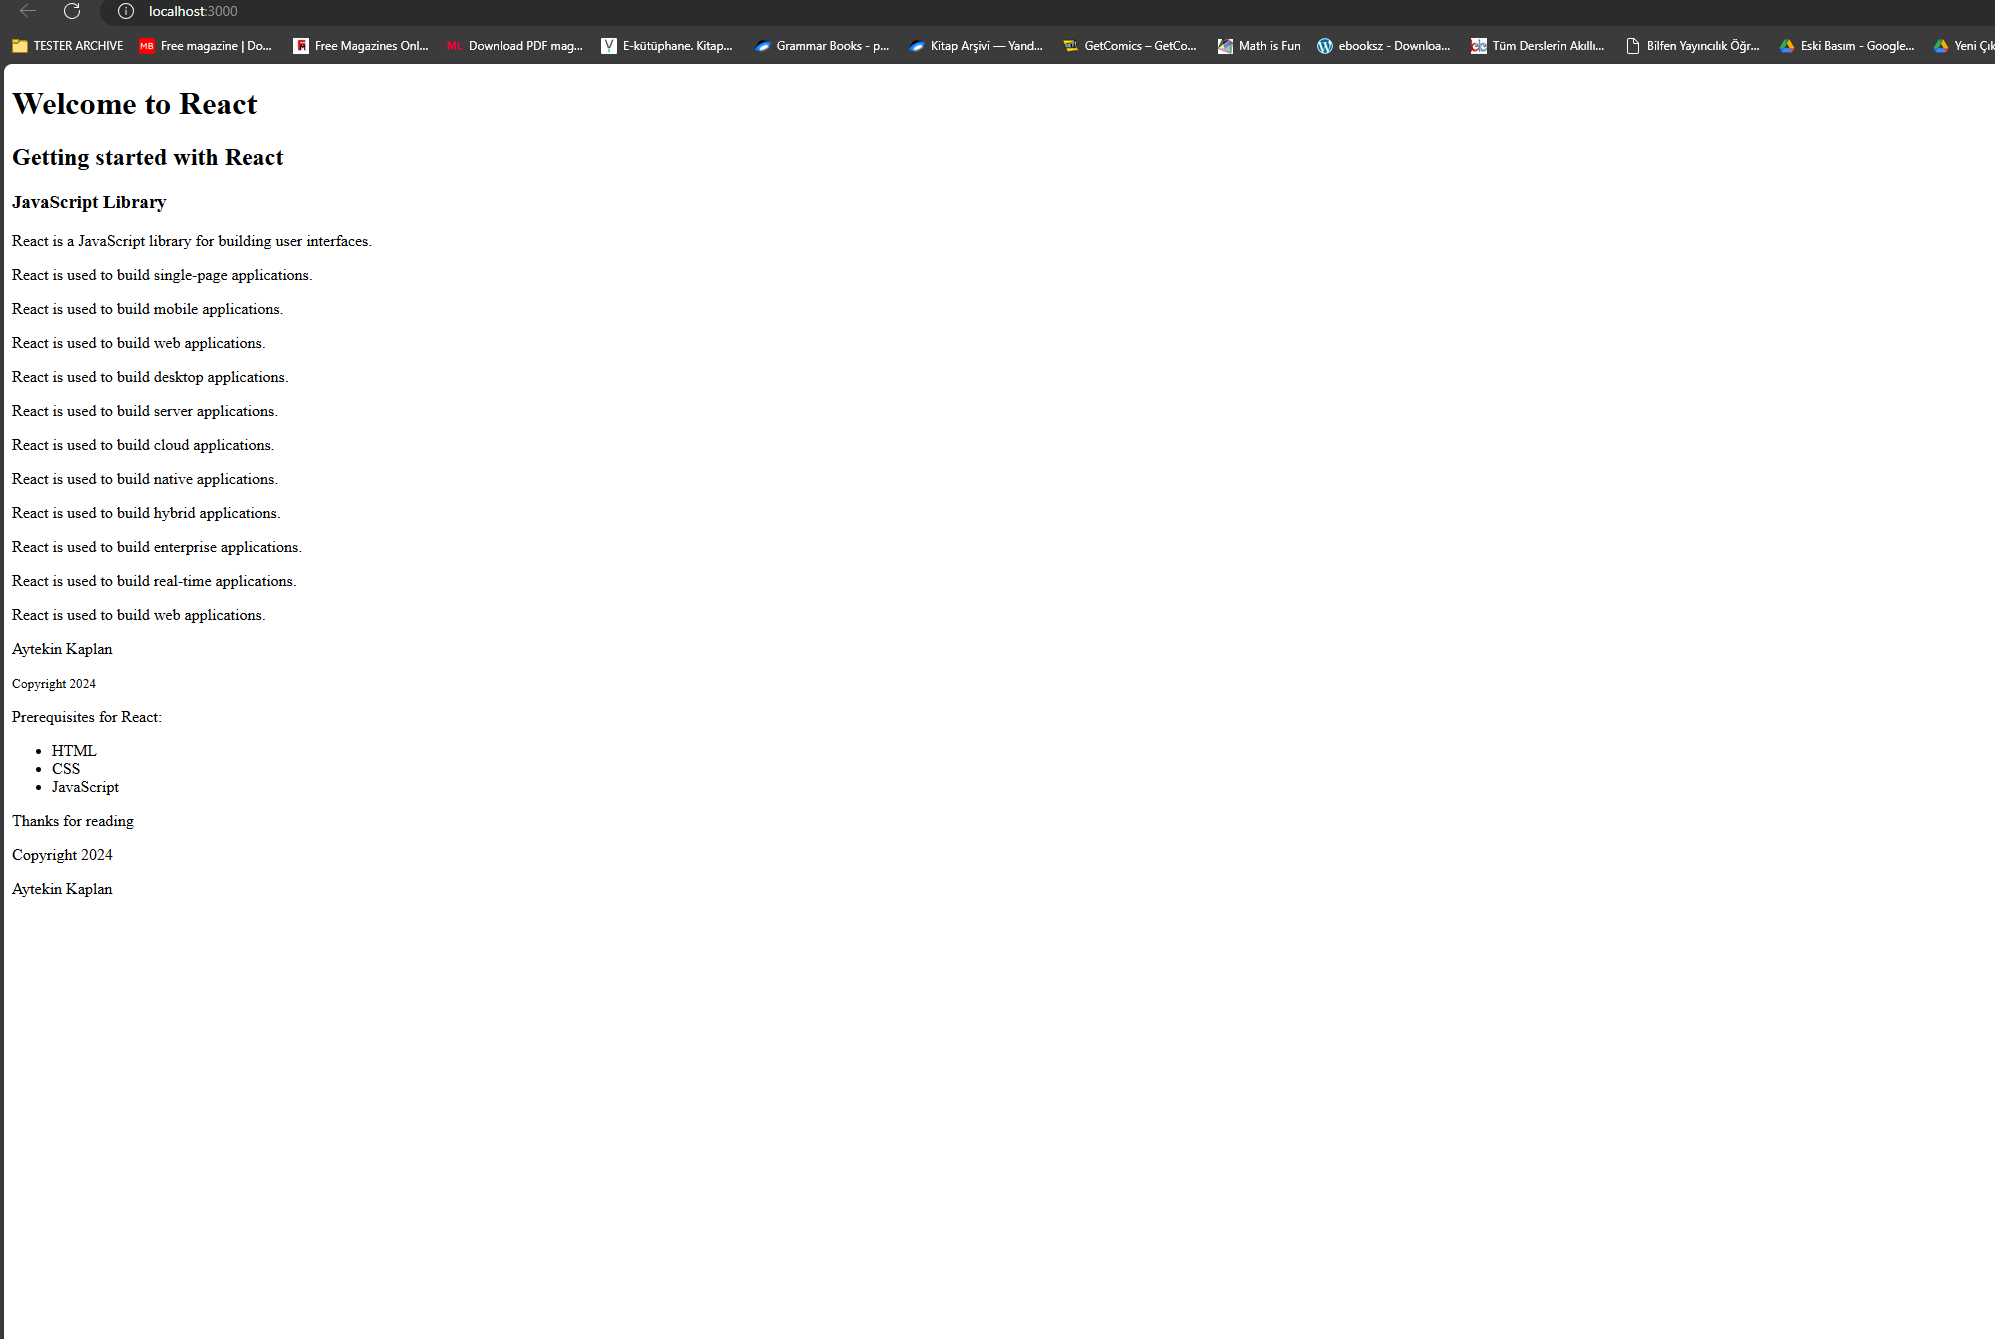 localhost:3000
TESTER ARCHIVE MB Free magazine | Do... Free Magazines Onl... ML Download PDF mag... E-kütüphane. Kitap... Grammar Books - p... Kitap Arşivi — Yand... GetComics – GetCo... Math is Fun ebooksz - Downloa... Tüm Derslerin Akıllı... Bilfen Yayıncılık Öğr... Eski Basım - Google... Yeni Çık
Welcome to React
Getting started with React
JavaScript Library
React is a JavaScript library for building user interfaces.
React is used to build single-page applications.
React is used to build mobile applications.
React is used to build web applications.
React is used to build desktop applications.
React is used to build server applications.
React is used to build cloud applications.
React is used to build native applications.
React is used to build hybrid applications.
React is used to build enterprise applications.
React is used to build real-time applications.
React is used to build web applications.
Aytekin Kaplan
Copyright 2024
Prerequisites for React:
• HTML
• CSS
• JavaScript
Thanks for reading
Copyright 2024
Aytekin Kaplan